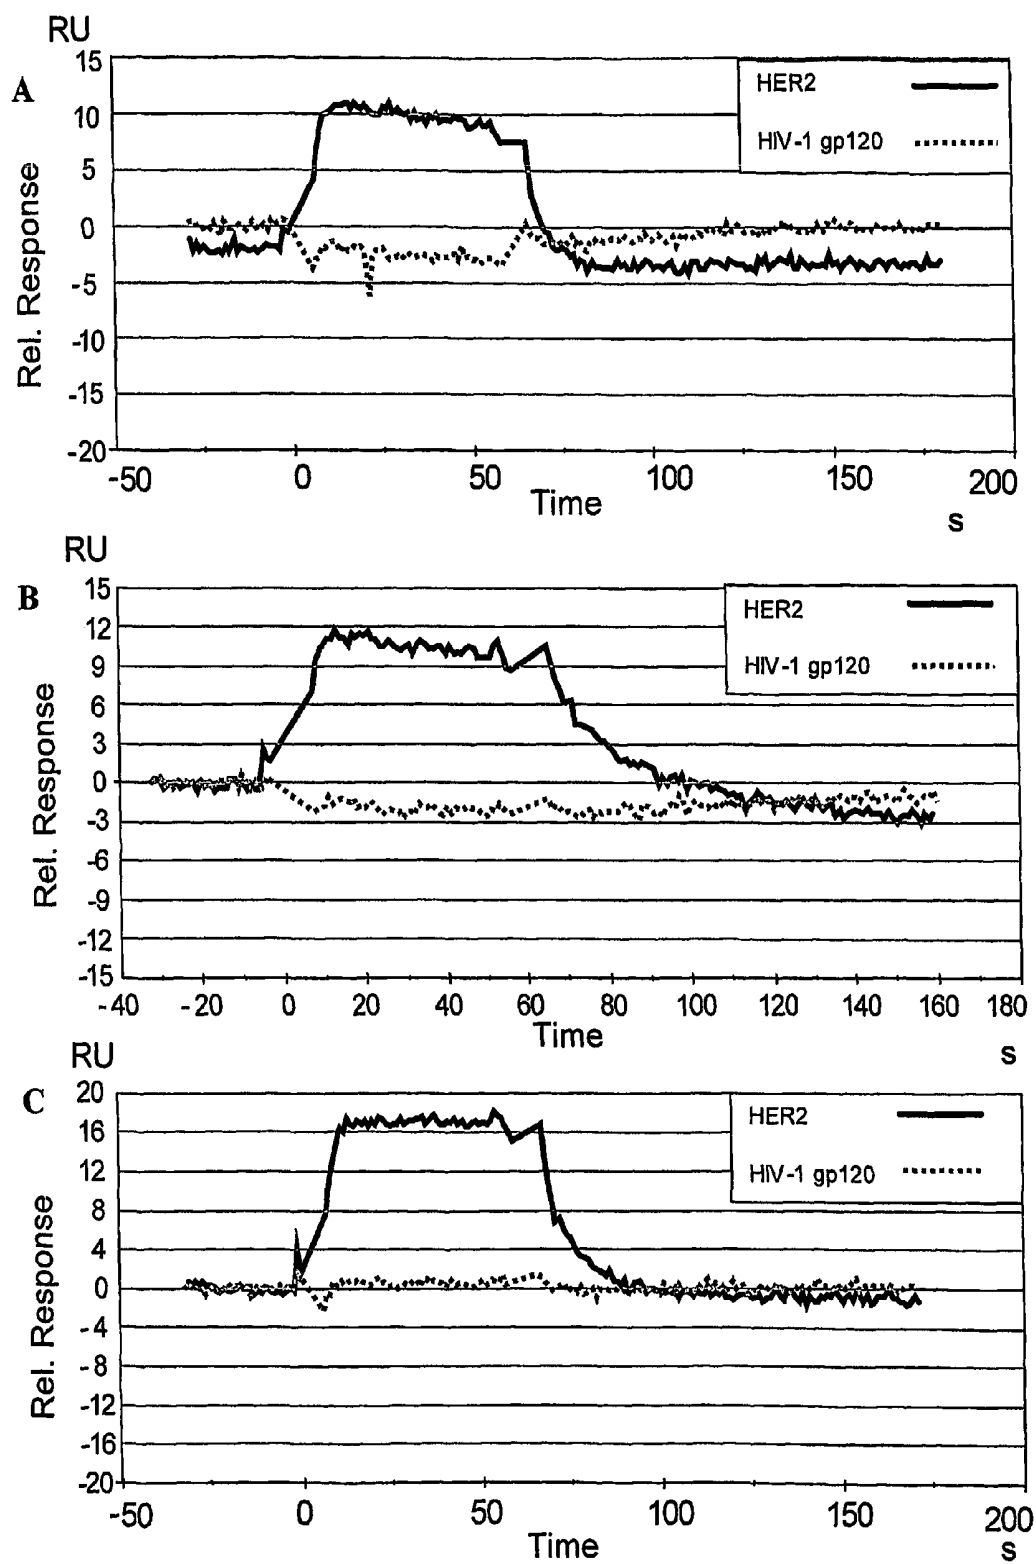 RU
A
15
10
5
0
-5
-10
-15
-20
Rel. Response
HER2
HIV-1 gp120
-50 0 50 100 150 200
Time
s
RU
B
15
12
9
6
3
0
-3
-6
-9
-12
-15
Rel. Response
HER2
HIV-1 gp120
-40 -20 0 20 40 60 80 100 120 140 160 180
Time
s
RU
C
20
16
12
8
4
0
-4
-8
-12
-16
-20
Rel. Response
HER2
HIV-1 gp120
-50 0 50 100 150 200
Time
s